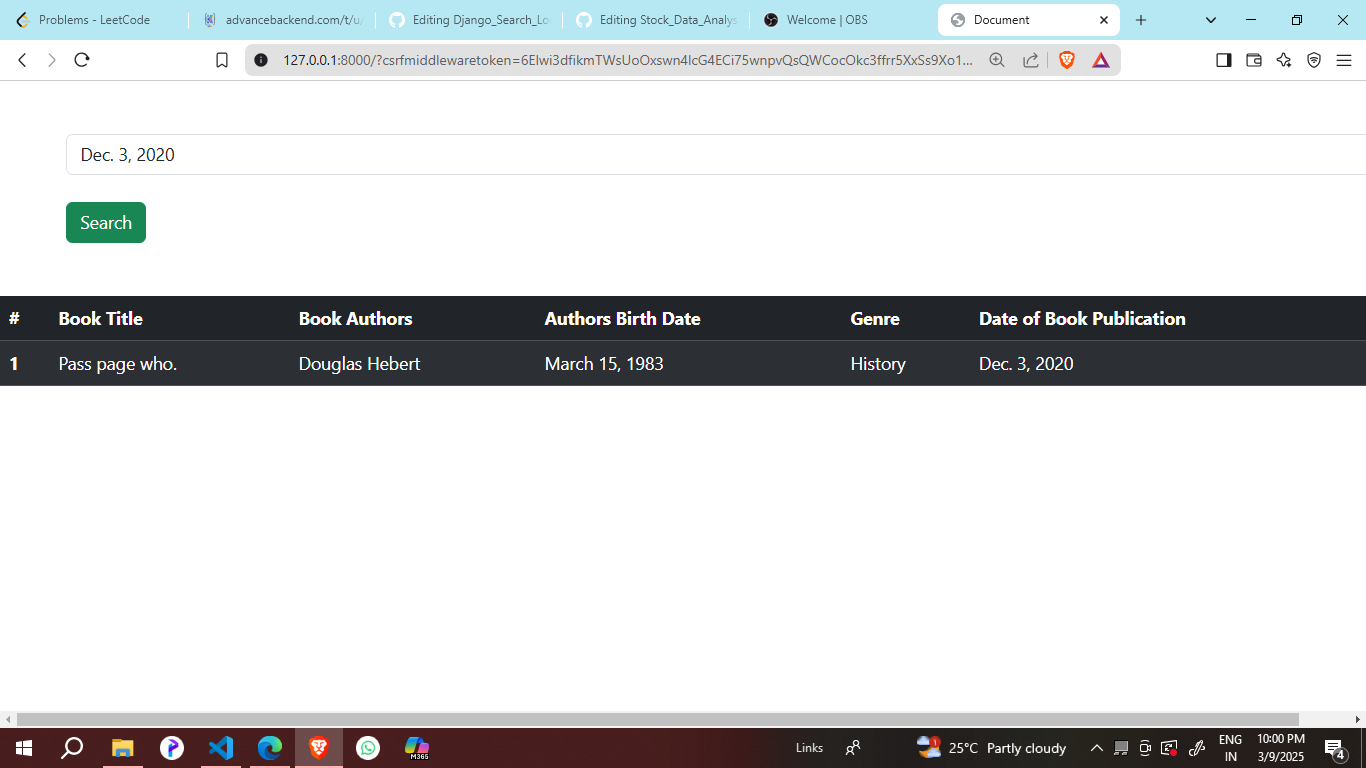 Problems - LeetCode
advancebackend.com/t/u/
Editing Django_Search_Lo
Editing Stock_Data_Analys
Welcome | OBS
Document
127.0.0.1:8000/?csrfmiddlewaretoken=6Elwi3dfikmTWsUoOxswn4lcG4ECi75wnpvQsQWCocOkc3ffrr5XxSs9Xo1...
Dec. 3, 2020
Search
# Book Title Book Authors Authors Birth Date Genre Date of Book Publication
1 Pass page who. Douglas Hebert March 15, 1983 History Dec. 3, 2020
M365
Links
1
25°C Partly cloudy
ENG
IN
10:00 PM
3/9/2025
4